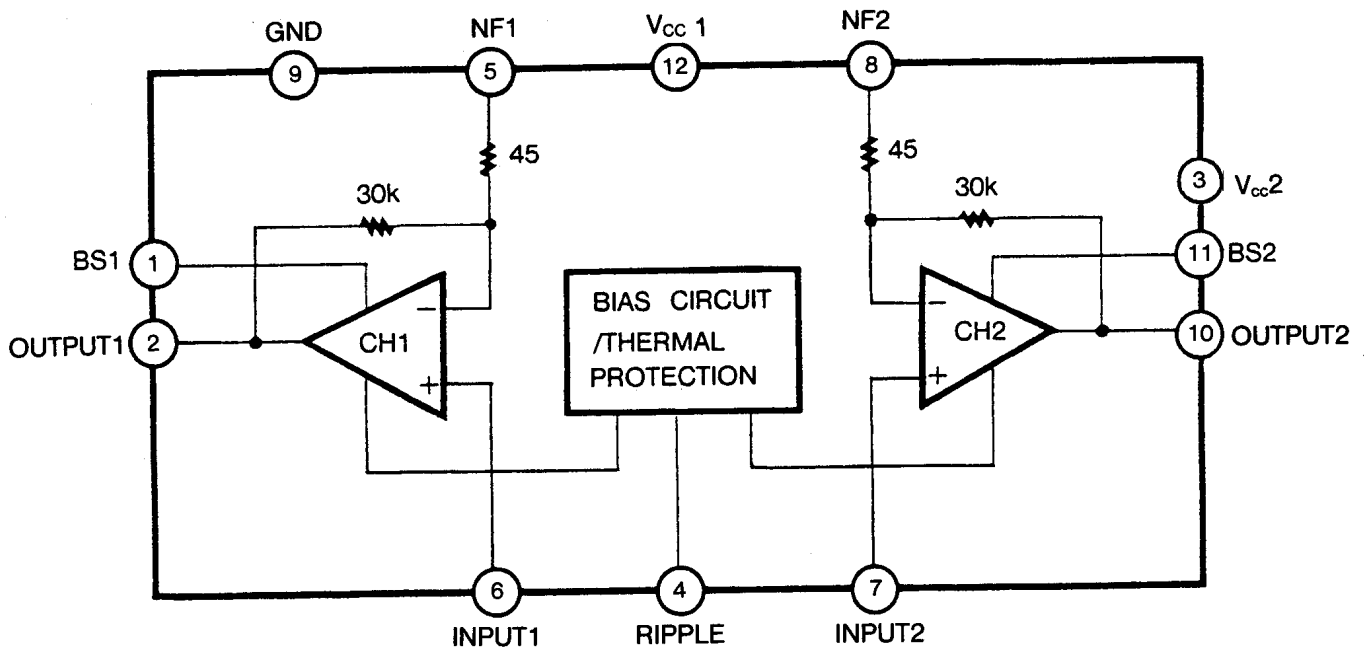 GND
NF1
Vcc 1
NF2
9
5
12
8
45
45
30k
30k
3
Vcc2
BS1
1
11
BS2
OUTPUT1
2
CH1
−
+
BIAS CIRCUIT
/THERMAL
PROTECTION
−
+
CH2
10
OUTPUT2
6
4
7
INPUT1
RIPPLE
INPUT2